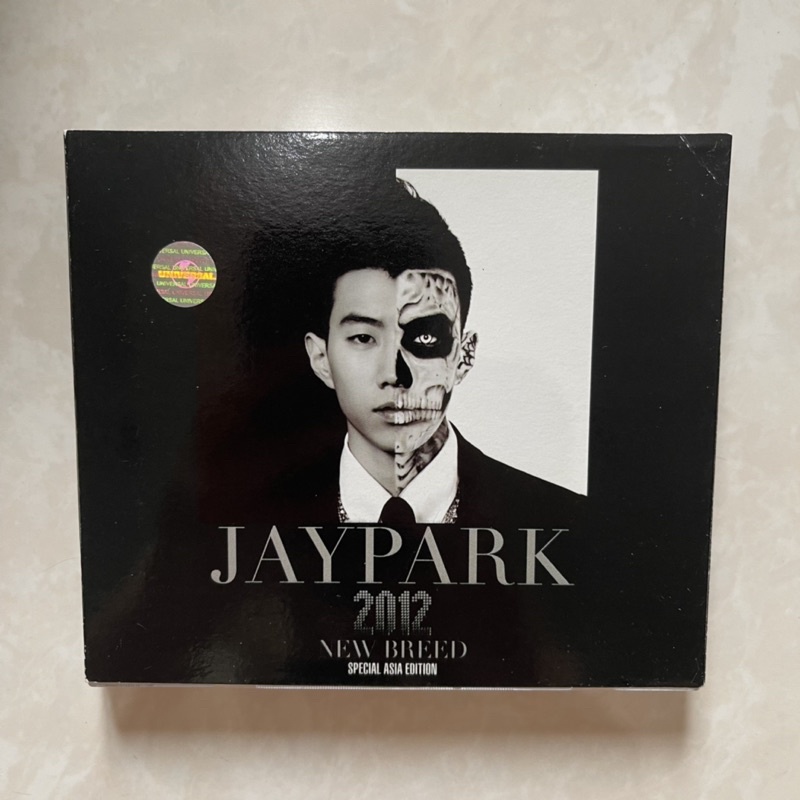 UNIVERSAL
JAYPARK
2012
NEW BREED
SPECIAL ASIA EDITION